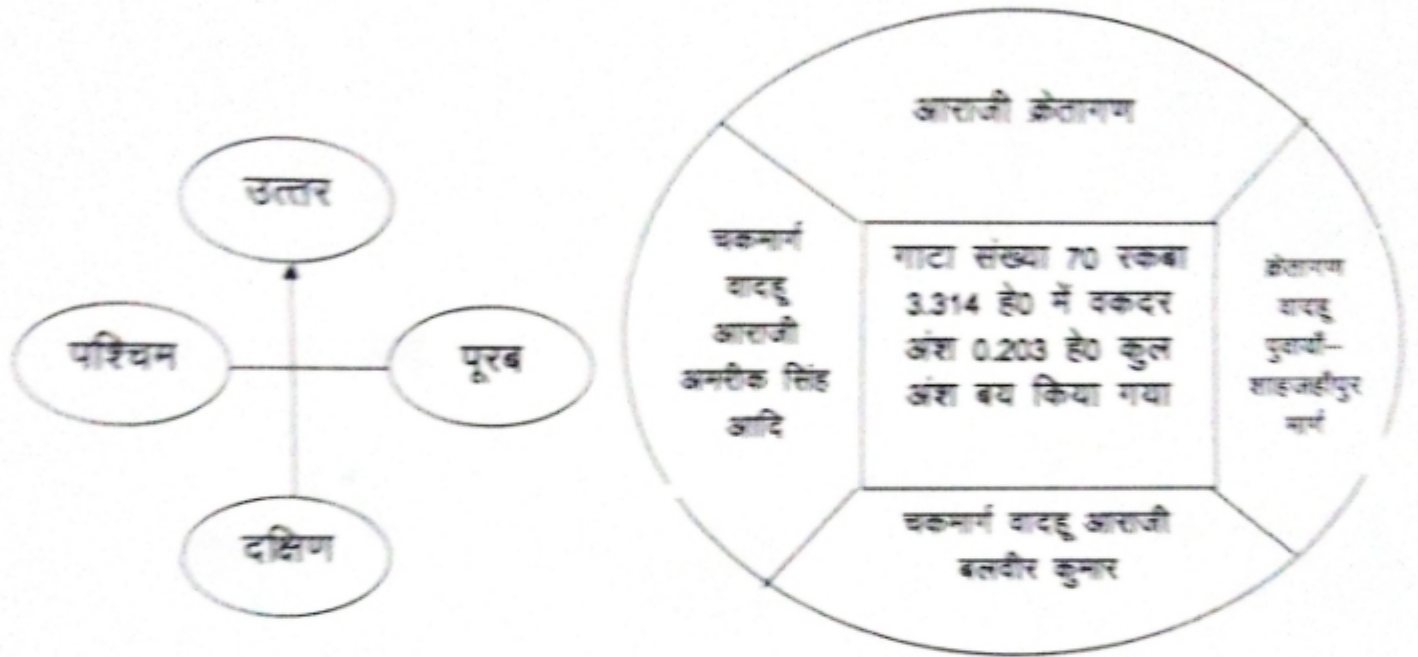 उत्तर
पश्चिम
पूरब
दक्षिण
आराजी क्रेतागण
चकमार्ग
वादहू
आराजी
अमरीक सिंह
आदि
गाटा संख्या 70 रकबा
3.314 हे0 में वकदर
अंश 0.203 हे0 कुल
अंश बय किया गया
क्रेतागण
वादहू
पुवायाँ–
शाहजहाँपुर
मार्ग
चकमार्ग वादहू आराजी
बलवीर कुमार